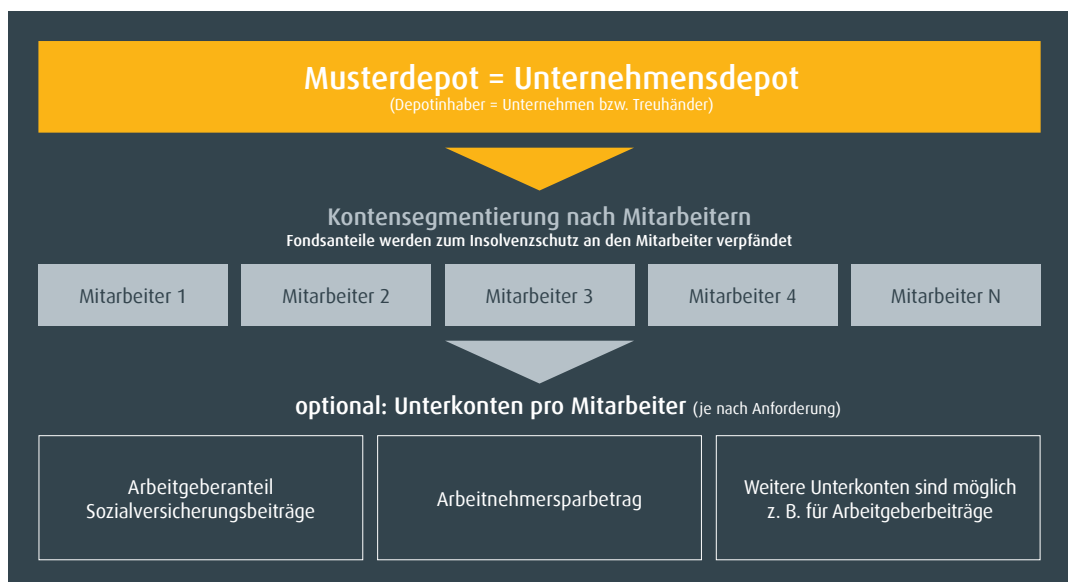 Musterdepot = Unternehmensdepot
(Depotinhaber = Unternehmen bzw. Treuhänder)
Kontensegmentierung nach Mitarbeitern
Fondsanteile werden zum Insolvenzschutz an den Mitarbeiter verpfändet
Mitarbeiter 1
Mitarbeiter 2
Mitarbeiter 3
Mitarbeiter 4
Mitarbeiter N
optional: Unterkonten pro Mitarbeiter (je nach Anforderung)
Arbeitgeberanteil
Sozialversicherungsbeiträge
Arbeitnehmersparbetrag
Weitere Unterkonten sind möglich
z. B. für Arbeitgeberbeiträge